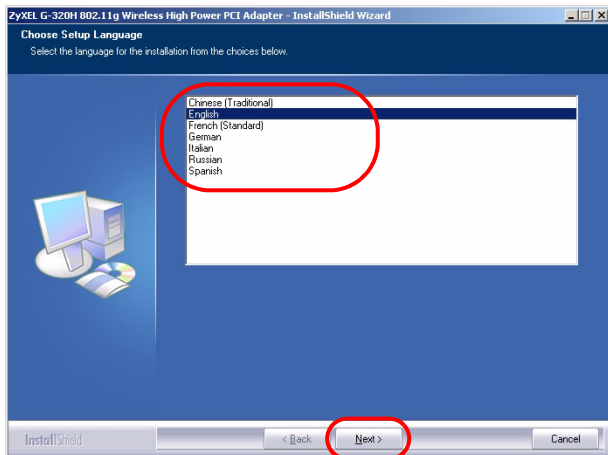 ZyXEL G-320H 802.11g Wireless High Power PCI Adapter - InstallShield Wizard
Choose Setup Language
Select the language for the installation from the choices below.
Chinese (Traditional)
English
French (Standard)
German
Italian
Russian
Spanish
InstallShield
< Back
Next >
Cancel